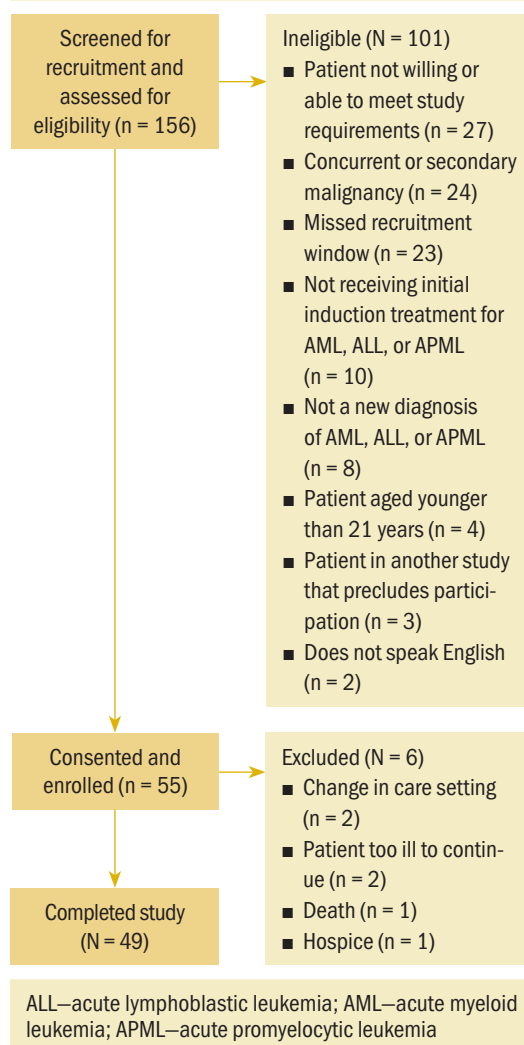 Screened for
recruitment and
assessed for
eligibility (n = 156)
Ineligible (N = 101)
■ Patient not willing or
able to meet study
requirements (n = 27)
■ Concurrent or secondary
malignancy (n = 24)
■ Missed recruitment
window (n = 23)
■ Not receiving initial
induction treatment for
AML, ALL, or APML
(n = 10)
■ Not a new diagnosis
of AML, ALL, or APML
(n = 8)
■ Patient aged younger
than 21 years (n = 4)
■ Patient in another study
that precludes partici-
pation (n = 3)
■ Does not speak English
(n = 2)
Consented and
enrolled (n = 55)
Excluded (N = 6)
■ Change in care setting
(n = 2)
■ Patient too ill to contin-
ue (n = 2)
■ Death (n = 1)
■ Hospice (n = 1)
Completed study
(N = 49)
ALL—acute lymphoblastic leukemia; AML—acute myeloid
leukemia; APML—acute promyelocytic leukemia